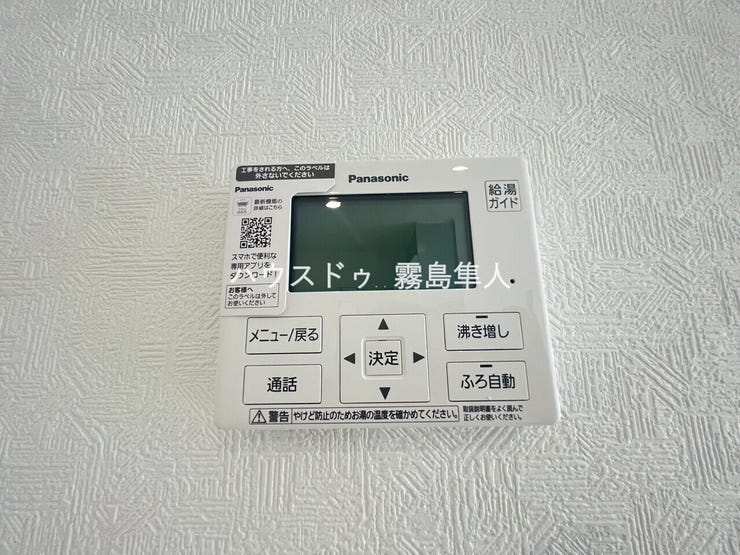 工事をされる方へ、このラベルは
外さないでください
Panasonic
最新機能の
詳細はこちら
スマホで便利な
専用アプリを
ダウンロード!
お客様へ
このラベルは外して
お使いください
Panasonic
給湯
ガイド
ウスドゥ 霧島隼人
メニュー/戻る
沸き増し
決定
通話
ふろ自動
警告 やけど防止のためお湯の温度を確かめてください。
取扱説明書をよく読んで
正しくお使いください。